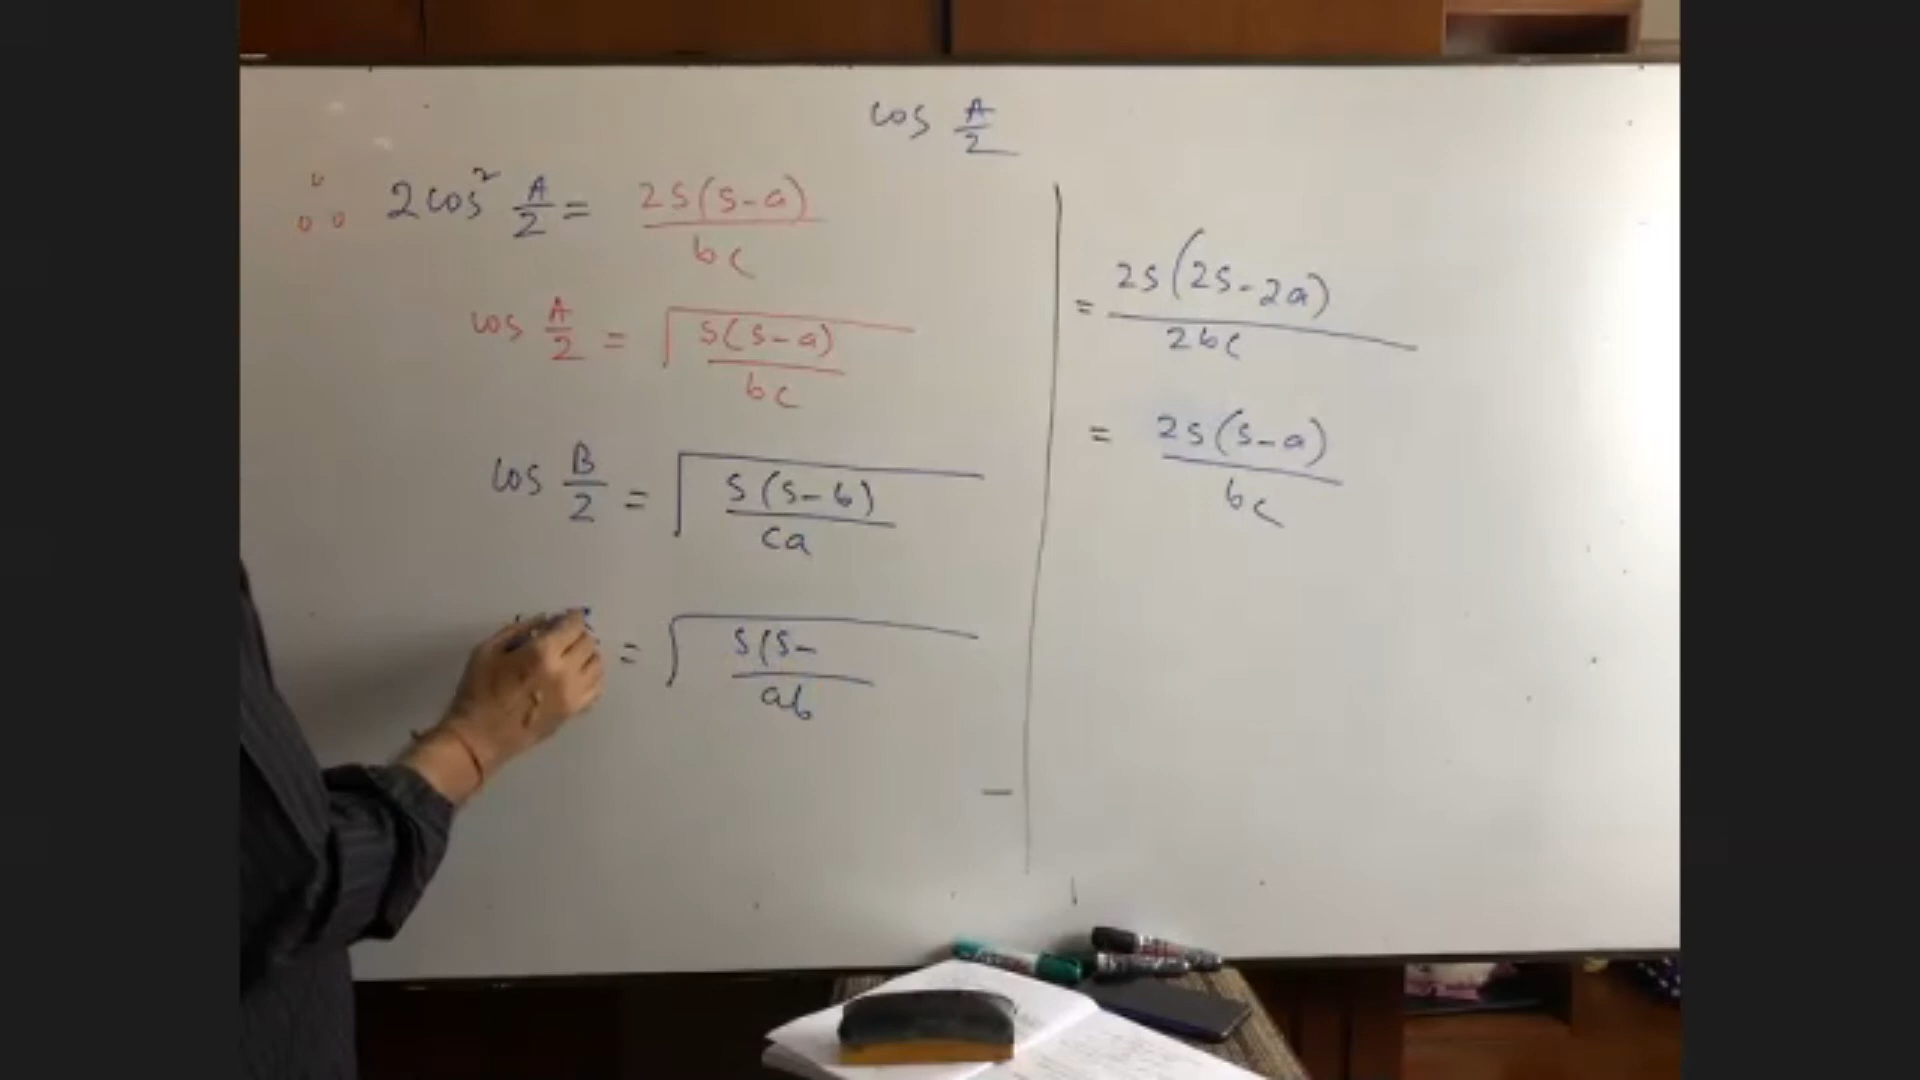 cos A/2
∴ 2cos² A/2 = 2s(s-a)/bc
cos A/2 = √(s(s-a)/bc)
cos B/2 = √(s(s-b)/ca)
= √(s(s-/ab
= 2s(2s-2a)/2bc
= 2s(s-a)/bc